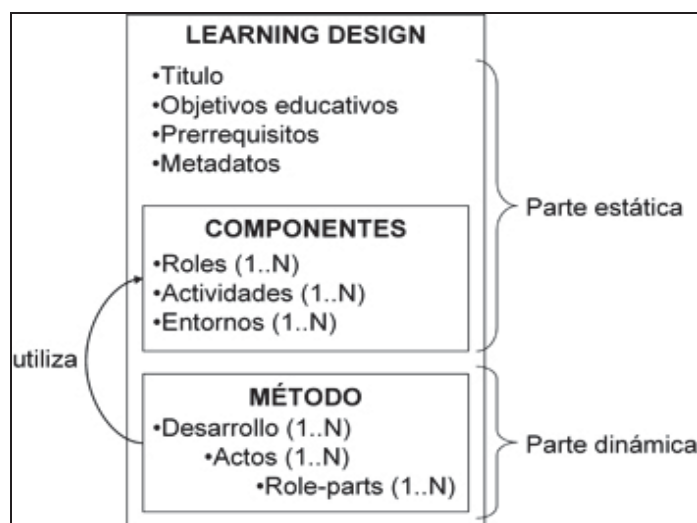 LEARNING DESIGN
•Titulo
•Objetivos educativos
•Prerrequisitos
•Metadatos
Parte estática
COMPONENTES
•Roles (1..N)
•Actividades (1..N)
•Entornos (1..N)
utiliza
MÉTODO
•Desarrollo (1..N)
•Actos (1..N)
•Role-parts (1..N)
Parte dinámica